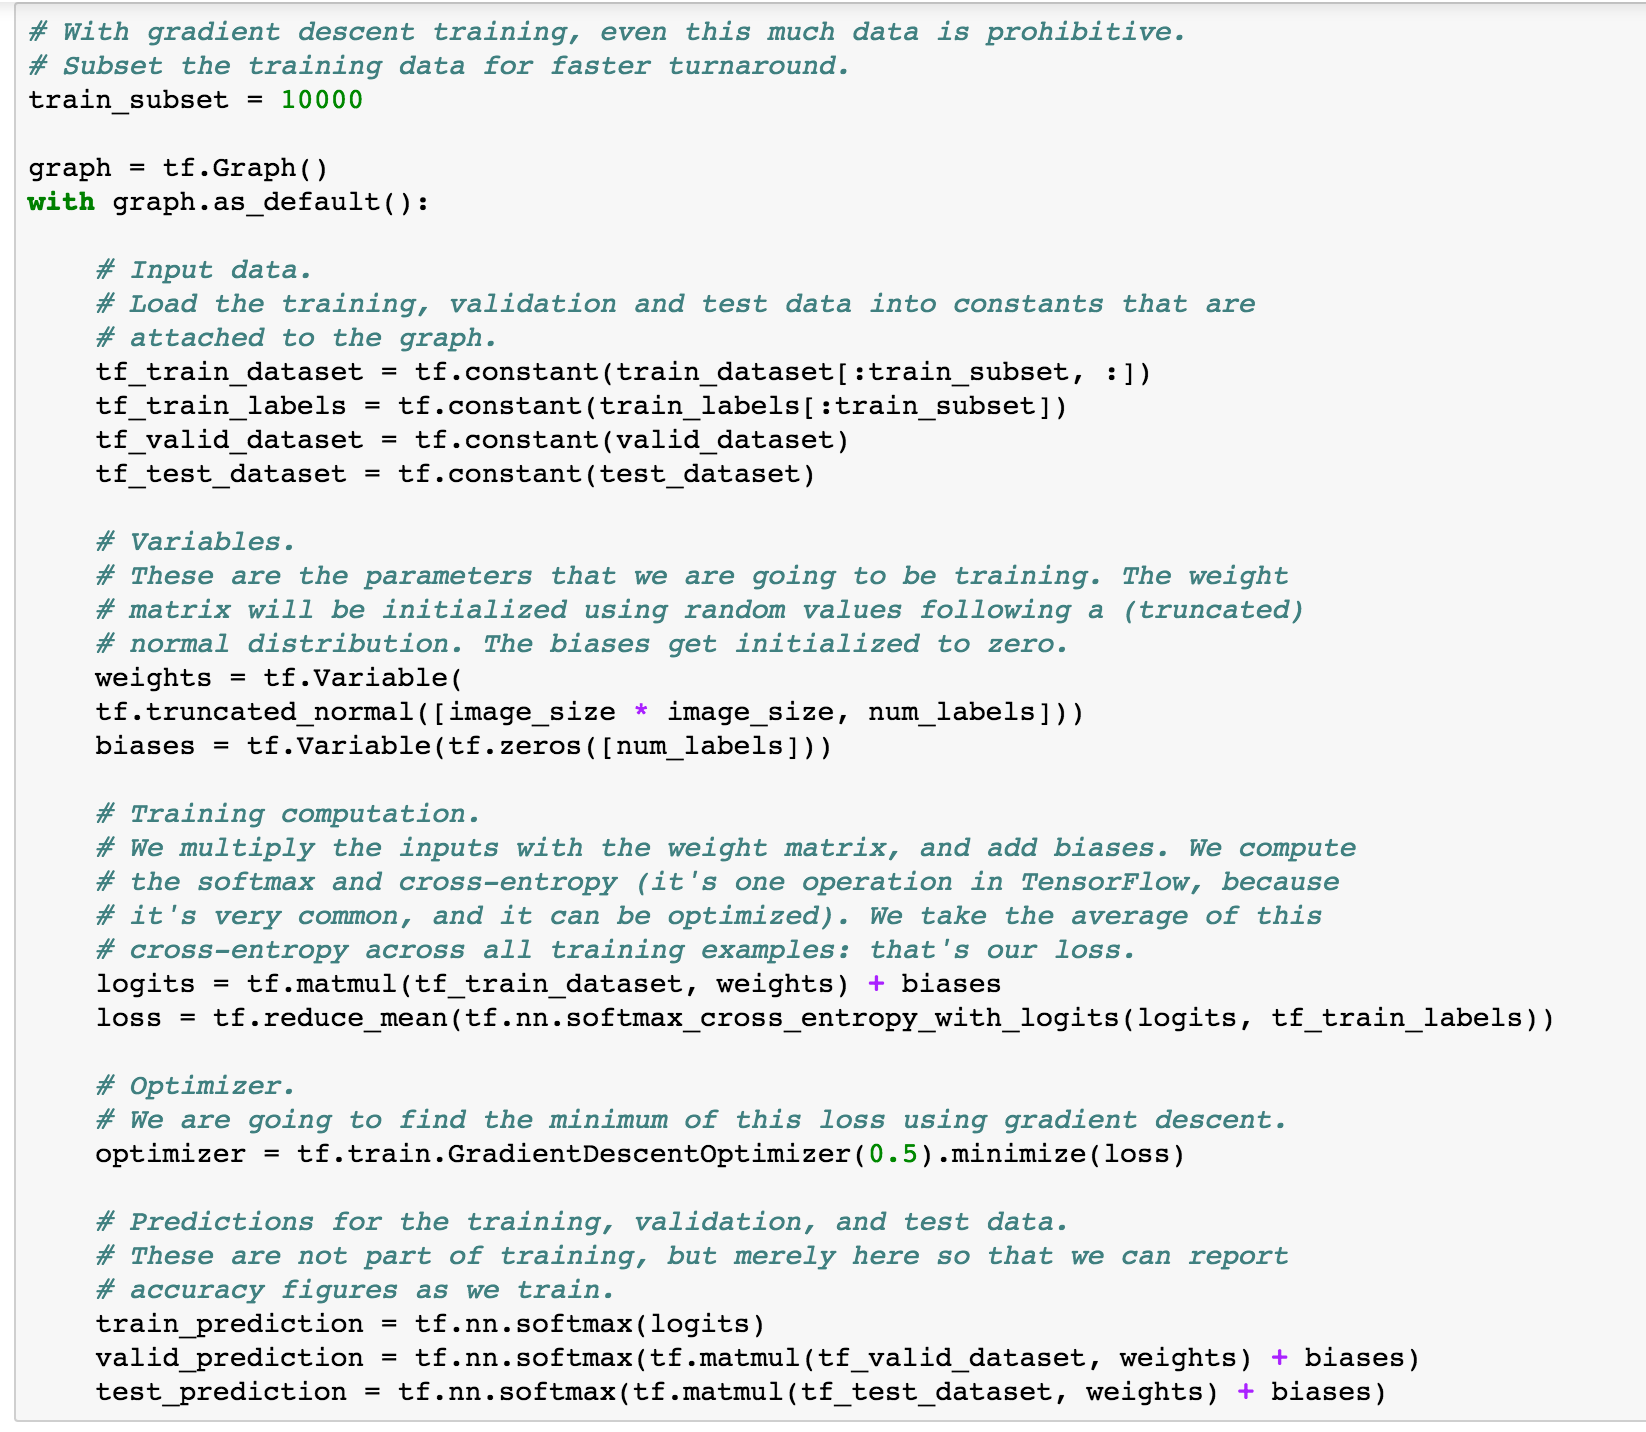 # With gradient descent training, even this much data is prohibitive.
# Subset the training data for faster turnaround.
train_subset = 10000

graph = tf.Graph()
with graph.as_default():

    # Input data.
    # Load the training, validation and test data into constants that are
    # attached to the graph.
    tf_train_dataset = tf.constant(train_dataset[:train_subset, :])
    tf_train_labels = tf.constant(train_labels[:train_subset])
    tf_valid_dataset = tf.constant(valid_dataset)
    tf_test_dataset = tf.constant(test_dataset)

    # Variables.
    # These are the parameters that we are going to be training. The weight
    # matrix will be initialized using random values following a (truncated)
    # normal distribution. The biases get initialized to zero.
    weights = tf.Variable(
    tf.truncated_normal([image_size * image_size, num_labels]))
    biases = tf.Variable(tf.zeros([num_labels]))

    # Training computation.
    # We multiply the inputs with the weight matrix, and add biases. We compute
    # the softmax and cross-entropy (it's one operation in TensorFlow, because
    # it's very common, and it can be optimized). We take the average of this
    # cross-entropy across all training examples: that's our loss.
    logits = tf.matmul(tf_train_dataset, weights) + biases
    loss = tf.reduce_mean(tf.nn.softmax_cross_entropy_with_logits(logits, tf_train_labels))

    # Optimizer.
    # We are going to find the minimum of this loss using gradient descent.
    optimizer = tf.train.GradientDescentOptimizer(0.5).minimize(loss)

    # Predictions for the training, validation, and test data.
    # These are not part of training, but merely here so that we can report
    # accuracy figures as we train.
    train_prediction = tf.nn.softmax(logits)
    valid_prediction = tf.nn.softmax(tf.matmul(tf_valid_dataset, weights) + biases)
    test_prediction = tf.nn.softmax(tf.matmul(tf_test_dataset, weights) + biases)